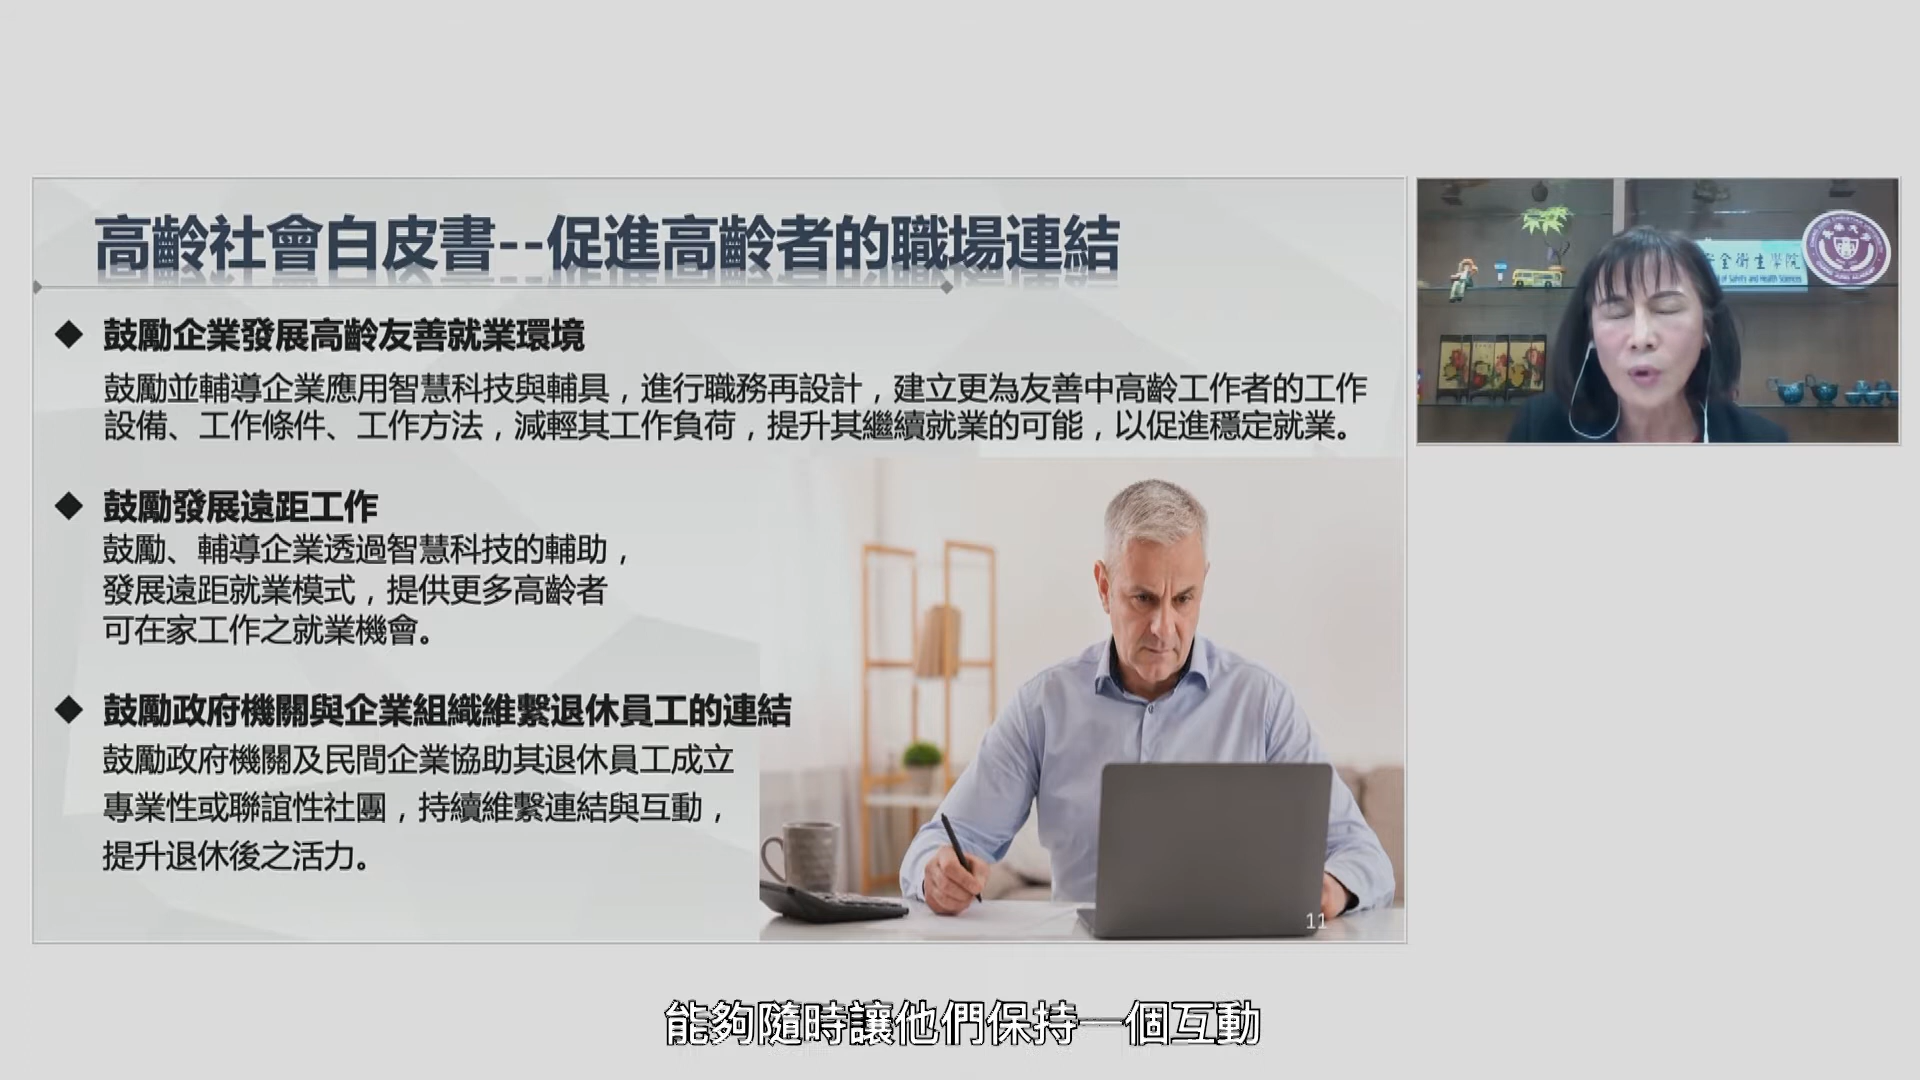 高齡社會白皮書--促進高齡者的職場連結
◆ 鼓勵企業發展高齡友善就業環境
鼓勵並輔導企業應用智慧科技與輔具，進行職務再設計，建立更為友善中高齡工作者的工作
設備、工作條件、工作方法，減輕其工作負荷，提升其繼續就業的可能，以促進穩定就業。
◆ 鼓勵發展遠距工作
鼓勵、輔導企業透過智慧科技的輔助，
發展遠距就業模式，提供更多高齡者
可在家工作之就業機會。
◆ 鼓勵政府機關與企業組織維繫退休員工的連結
鼓勵政府機關及民間企業協助其退休員工成立
專業性或聯誼性社團，持續維繫連結與互動，
提升退休後之活力。
11
安全衛生學院
of Safety and Health Sciences
能夠隨時讓他們保持一個互動